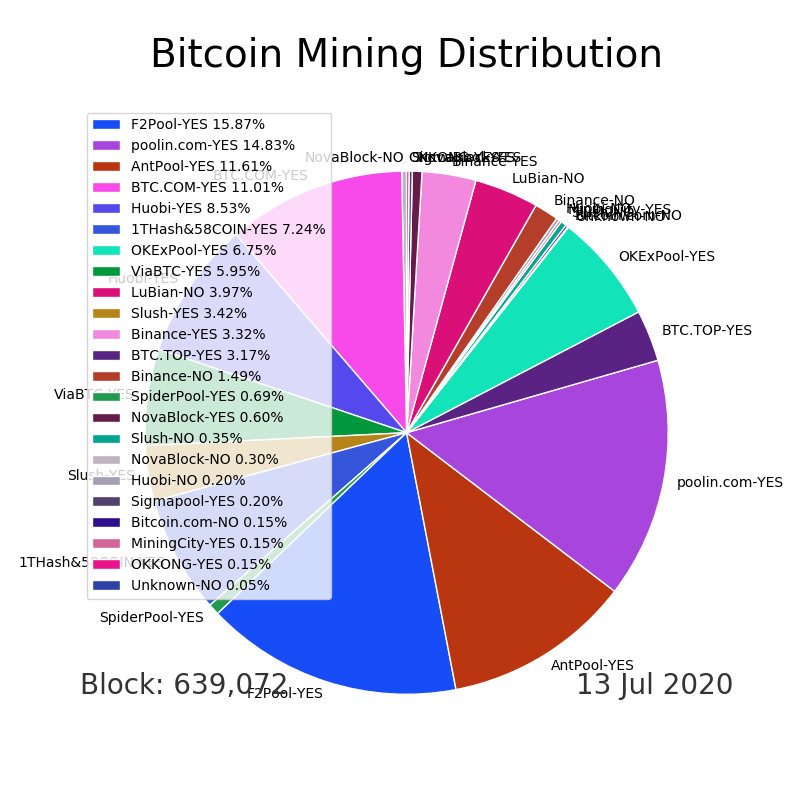 Bitcoin Mining Distribution
F2Pool-YES 15.87%
poolin.com-YES 14.83%
AntPool-YES 11.61%
BTC.COM-YES 11.01%
Huobi-YES 8.53%
1THash&58COIN-YES 7.24%
OKExPool-YES 6.75%
ViaBTC-YES 5.95%
LuBian-NO 3.97%
Slush-YES 3.42%
Binance-YES 3.32%
BTC.TOP-YES 3.17%
Binance-NO 1.49%
SpiderPool-YES 0.69%
NovaBlock-YES 0.60%
Slush-NO 0.35%
NovaBlock-NO 0.30%
Huobi-NO 0.20%
Sigmapool-YES 0.20%
Bitcoin.com-NO 0.15%
MiningCity-YES 0.15%
OKKONG-YES 0.15%
Unknown-NO 0.05%
NovaBlock-NO
Binance-YES
BTC.COM-YES
LuBian-NO
Binance-NO
Unknown-NO
OKExPool-YES
Huobi-YES
BTC.TOP-YES
ViaBTC-YES
Slush-YES
poolin.com-YES
1THash&58COIN-YES
SpiderPool-YES
AntPool-YES
F2Pool-YES
Block: 639,072
13 Jul 2020